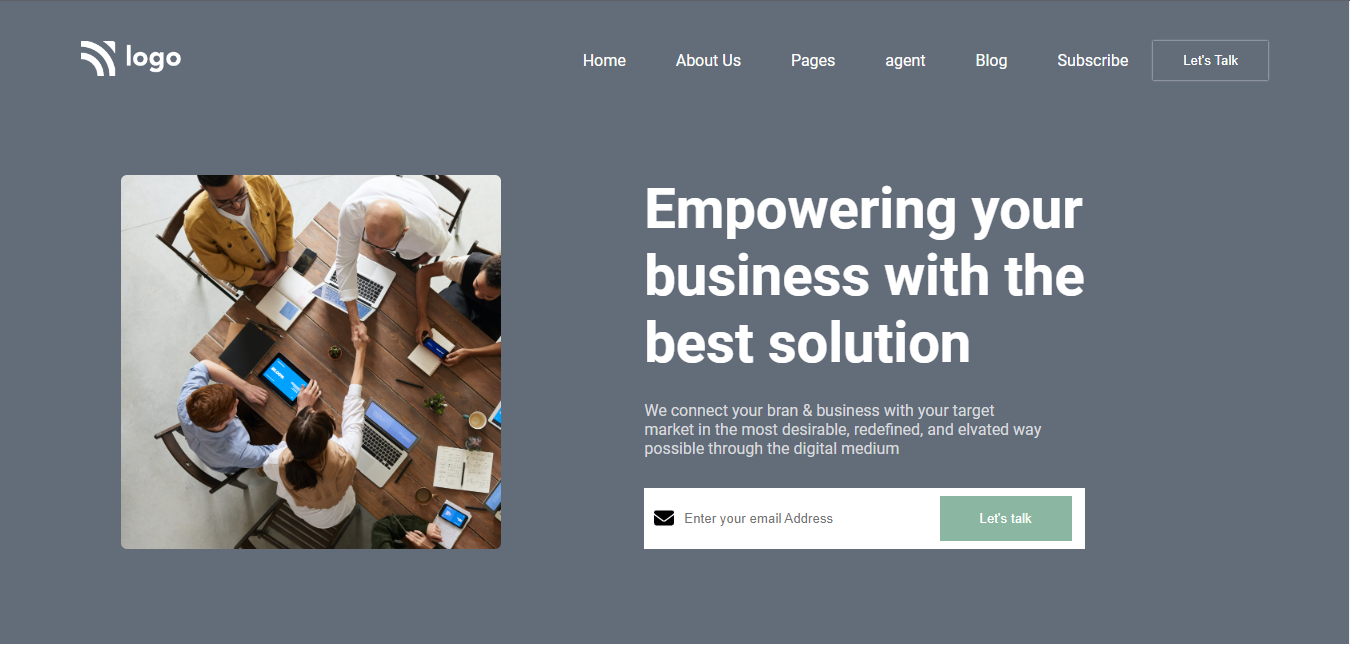 logo
Home About Us Pages agent Blog Subscribe Let's Talk
Empowering your
business with the
best solution
We connect your bran & business with your target
market in the most desirable, redefined, and elvated way
possible through the digital medium
Enter your email Address Let's talk